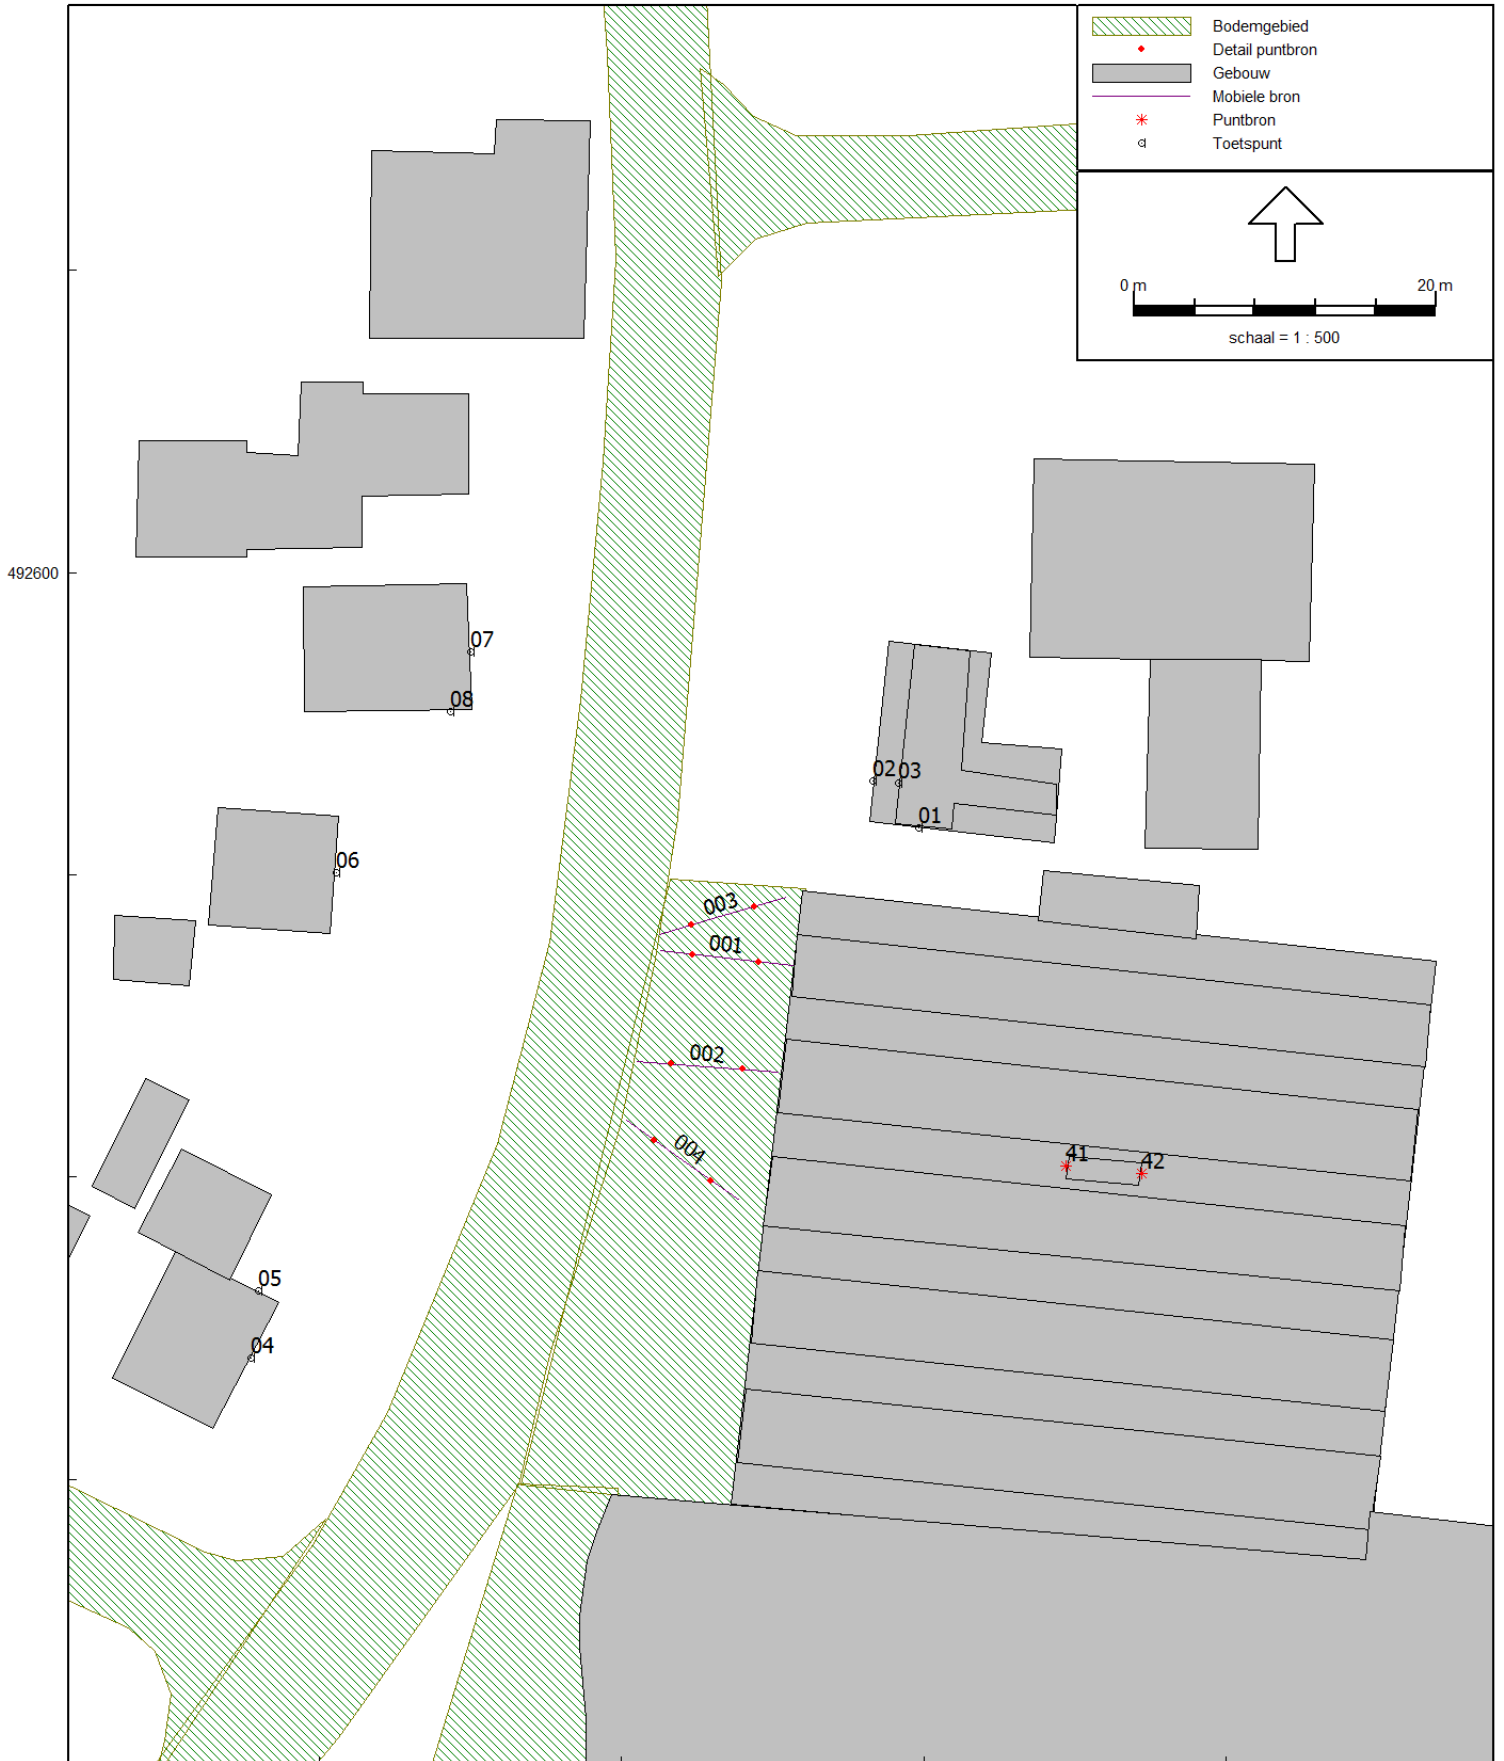 Bodemgebied
Detail puntbron
Gebouw
Mobiele bron
Puntbron
Toetspunt
0 m 20 m
schaal = 1 : 500
492600
07
08
02 03
01
06
003
001
002
004
41 42
05
04